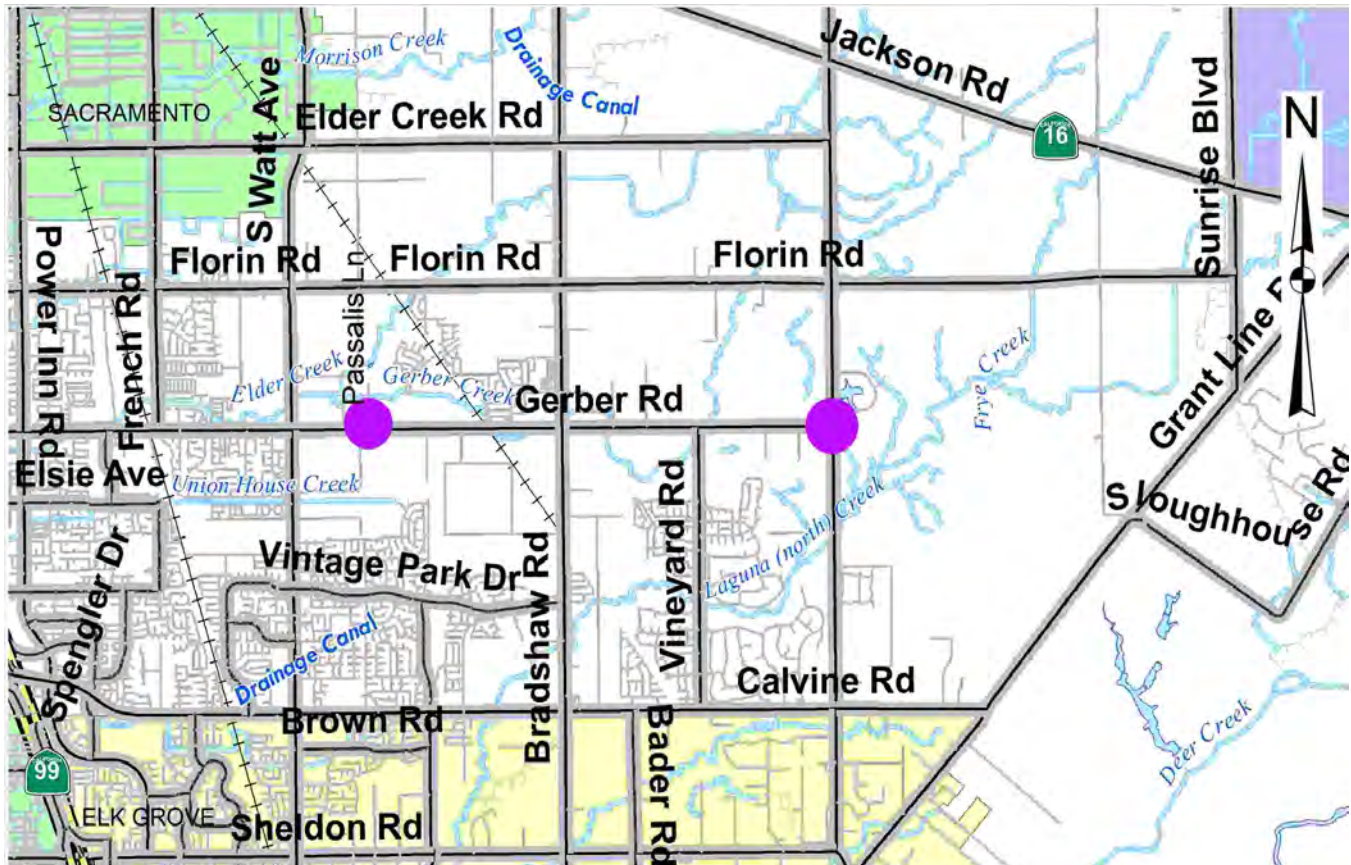 Morrison Creek
Drainage Canal
Jackson Rd
SACRAMENTO
S Watt Ave
Elder Creek Rd
CALIFORNIA
16
Sunrise Blvd
N
Power Inn Rd
French Rd
Florin Rd
Florin Rd
Florin Rd
Passalis Ln
Elder Creek
Gerber Creek
Gerber Rd
Frye Creek
Grant Line R
Elsie Ave
Union House Creek
Vineyard Rd
Sloughhouse Rd
Spengler Dr
Vintage Park Dr
Bradshaw Rd
Laguna (north) Creek
Drainage Canal
Calvine Rd
Brown Rd
Bader Rd
Deer Creek
99
ELK GROVE
Sheldon Rd